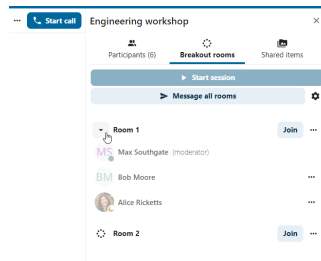 Start call
Engineering workshop
Participants (6)
Breakout rooms
Shared items
Start session
Message all rooms
Room 1
Join
MS Max Southgate (moderator)
BM Bob Moore
Alice Ricketts
Room 2
Join